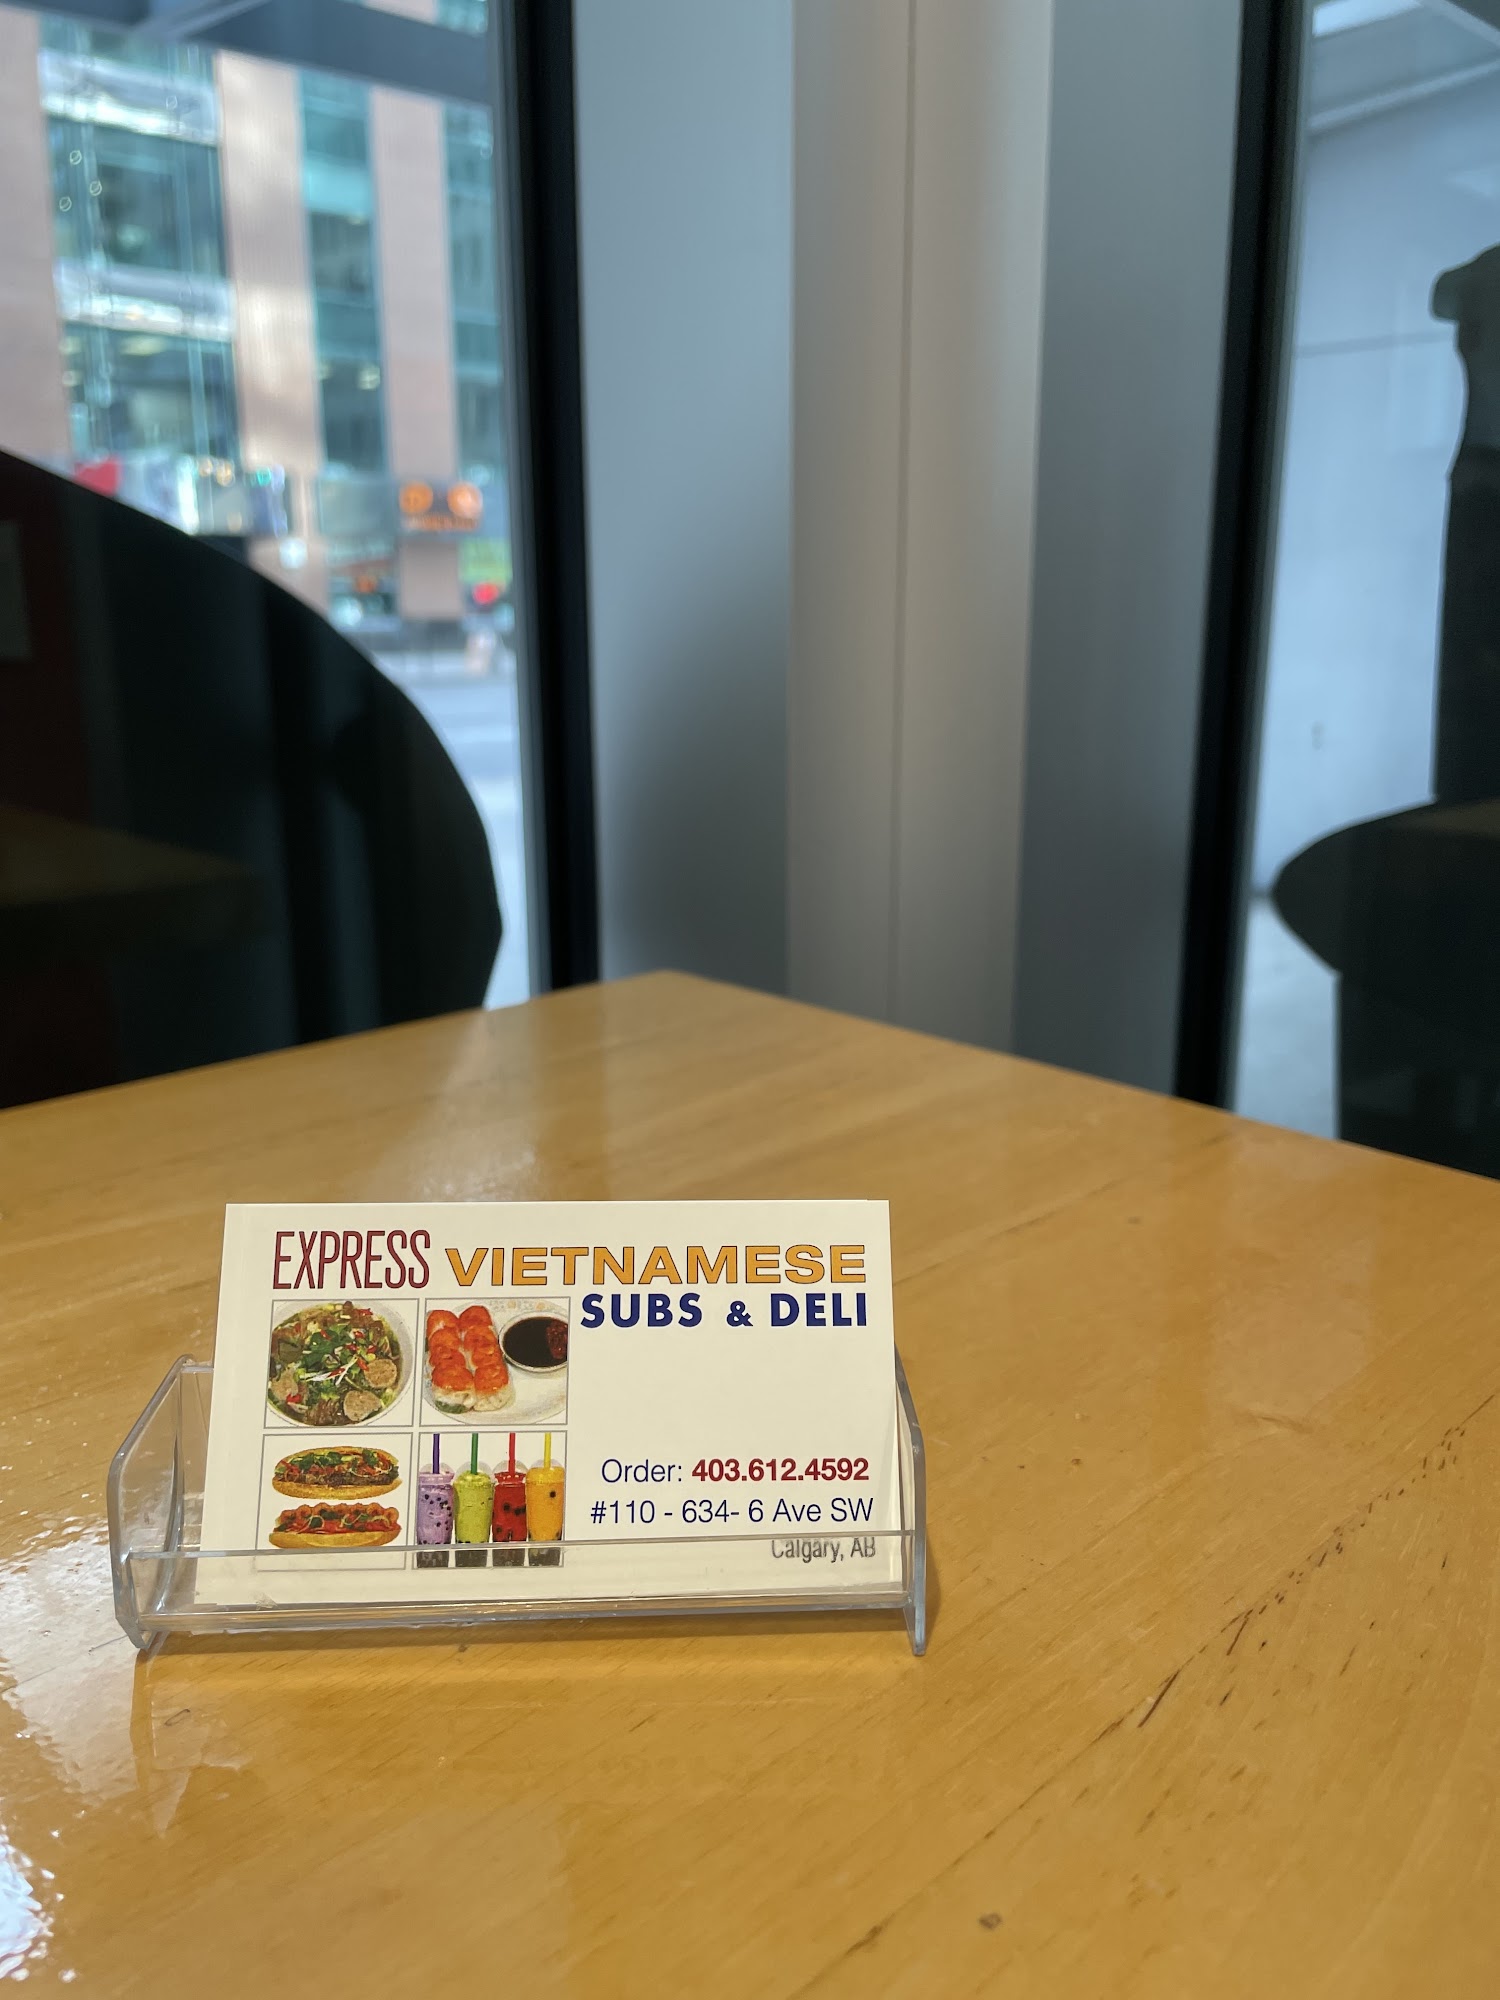 EXPRESS VIETNAMESE
SUBS & DELI
Order: 403.612.4592
#110 - 634- 6 Ave SW
Calgary, AB